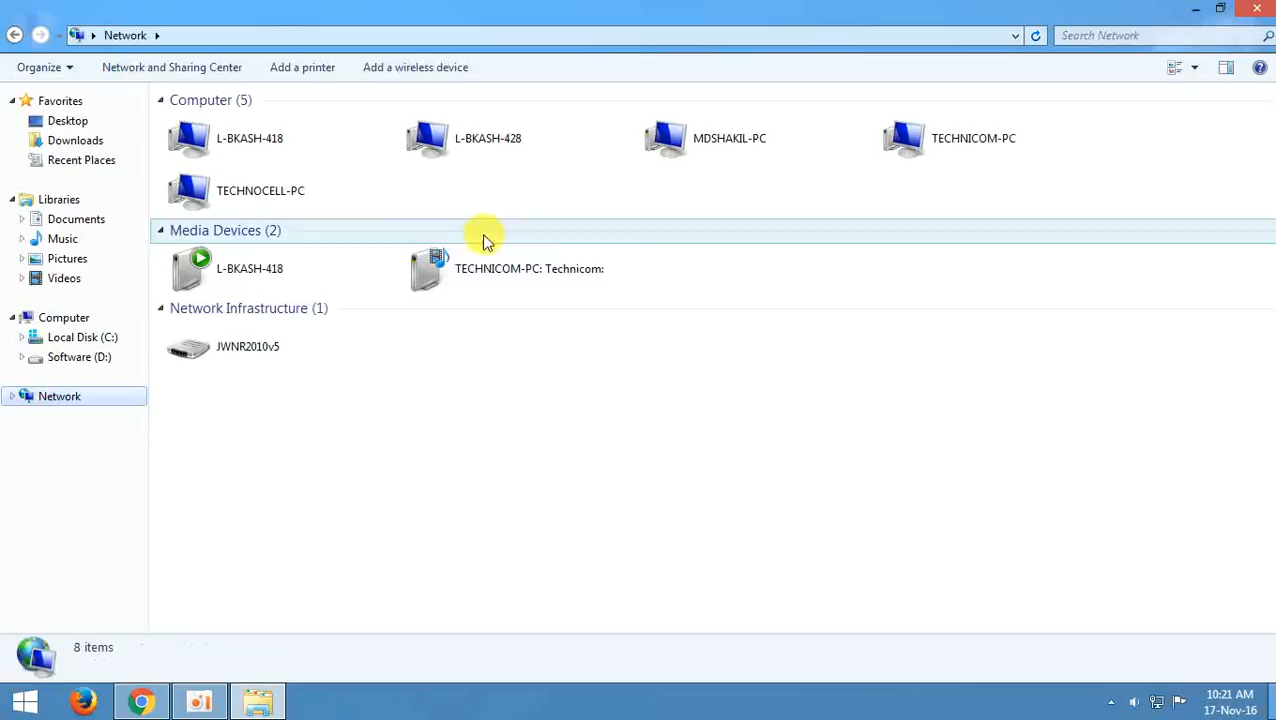 Network
Search Network
Organize
Network and Sharing Center
Add a printer
Add a wireless device
Favorites
Desktop
Downloads
Recent Places
Libraries
Documents
Music
Pictures
Videos
Computer
Local Disk (C:)
Software (D:)
Network
Computer (5)
L-BKASH-418
L-BKASH-428
MDSHAKIL-PC
TECHNICOM-PC
TECHNOCELL-PC
Media Devices (2)
L-BKASH-418
TECHNICOM-PC: Technicom:
Network Infrastructure (1)
JWNR2010v5
8 items
10:21 AM
17-Nov-16